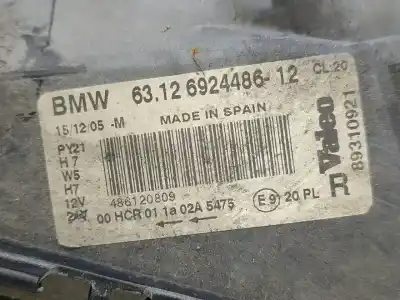 BMW 63.12 6924486-12 CL:20
15/12/05 -M MADE IN SPAIN
PY21
H7
W5
H7
12V 486120809
00 HCR 01 1a 02A 5475 E9 20 PL
R Valeo
89310921